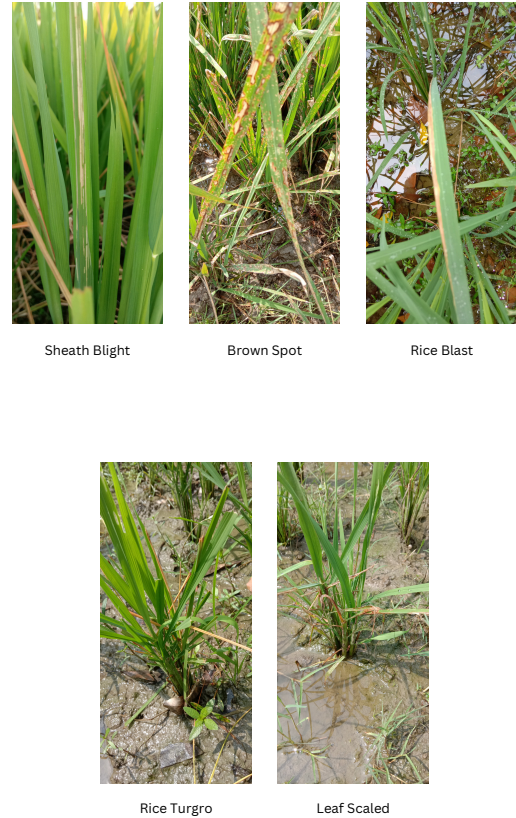 Sheath Blight
Brown Spot
Rice Blast
Rice Turgro
Leaf Scaled